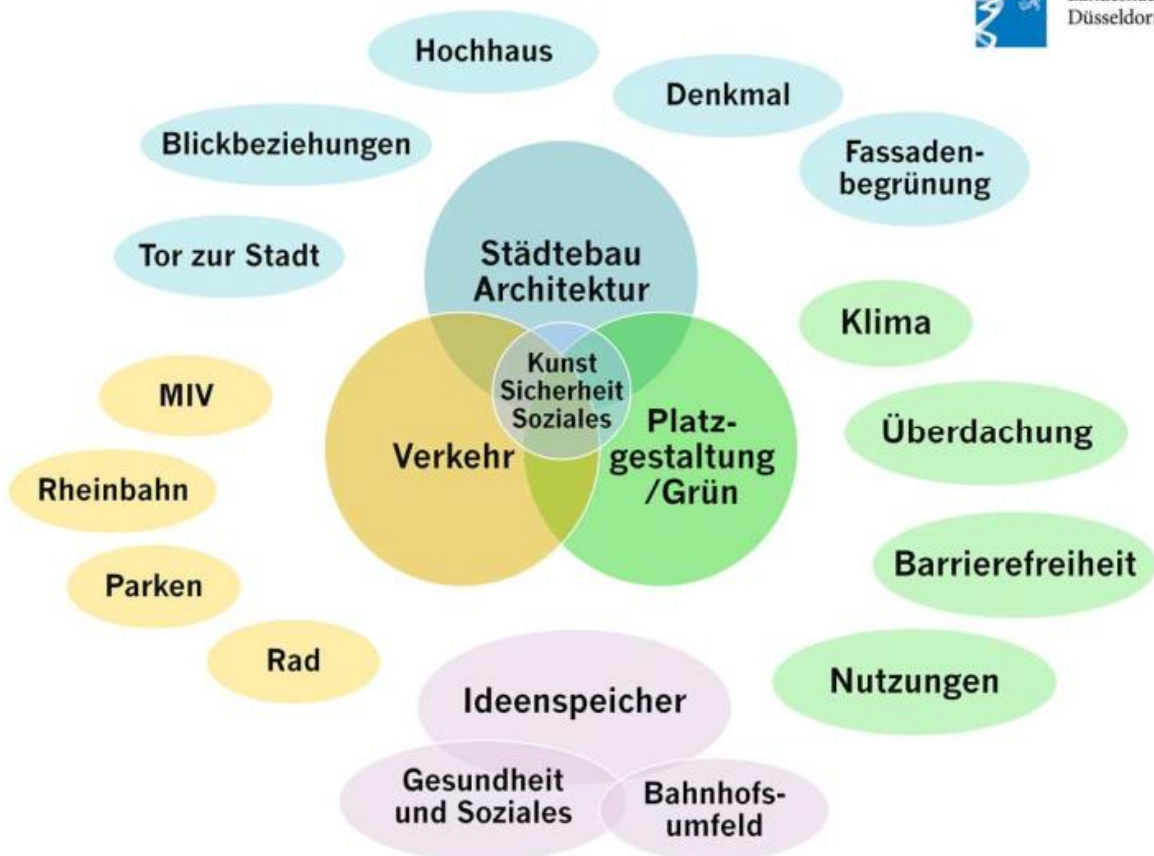 Düsseldorf
Hochhaus
Denkmal
Blickbeziehungen
Fassaden-
begrünung
Tor zur Stadt
Städtebau
Architektur
Klima
Kunst
Sicherheit
Soziales
MIV
Verkehr
Platz-
gestaltung
/Grün
Überdachung
Rheinbahn
Parken
Barrierefreiheit
Rad
Nutzungen
Ideenspeicher
Gesundheit
und Soziales
Bahnhofs-
umfeld